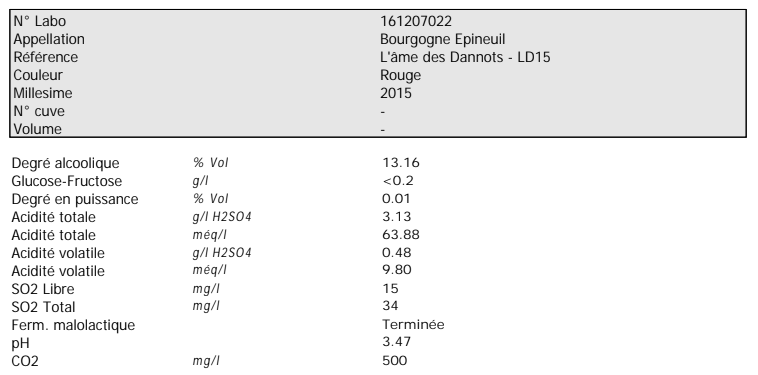 N° Labo 161207022
Appellation Bourgogne Epineuil
Référence L'âme des Dannots - LD15
Couleur Rouge
Millesime 2015
N° cuve -
Volume -
Degré alcoolique % Vol 13.16
Glucose-Fructose g/l <0.2
Degré en puissance % Vol 0.01
Acidité totale g/l H2SO4 3.13
Acidité totale méq/l 63.88
Acidité volatile g/l H2SO4 0.48
Acidité volatile méq/l 9.80
SO2 Libre mg/l 15
SO2 Total mg/l 34
Ferm. malolactique Terminée
pH 3.47
CO2 mg/l 500